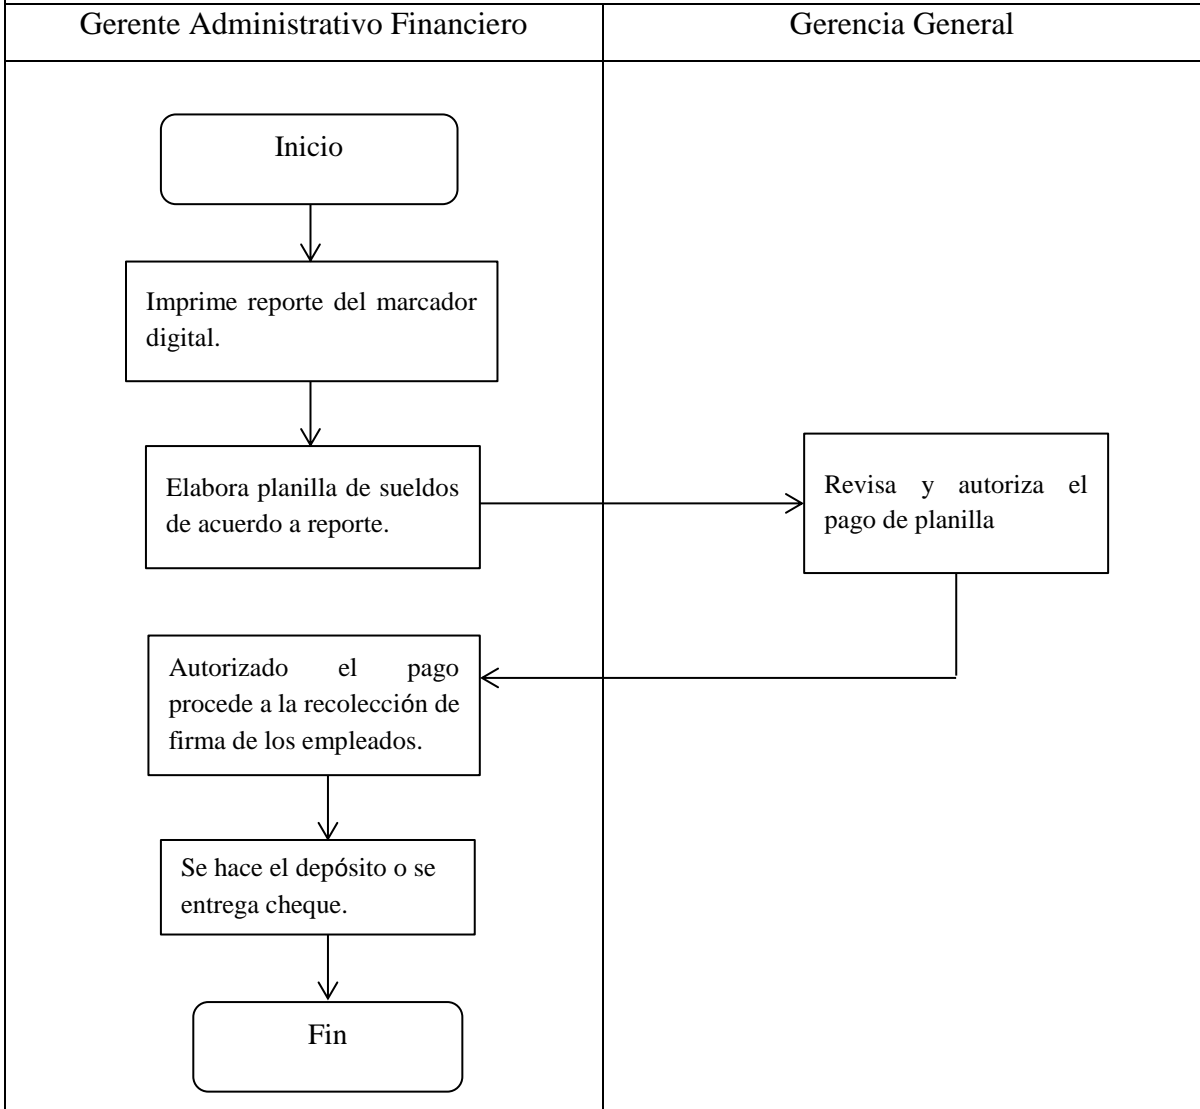 Gerente Administrativo Financiero
Gerencia General
Inicio
Imprime reporte del marcador
digital.
Elabora planilla de sueldos
de acuerdo a reporte.
Revisa y autoriza el
pago de planilla
Autorizado el pago
procede a la recolección de
firma de los empleados.
Se hace el depósito o se
entrega cheque.
Fin